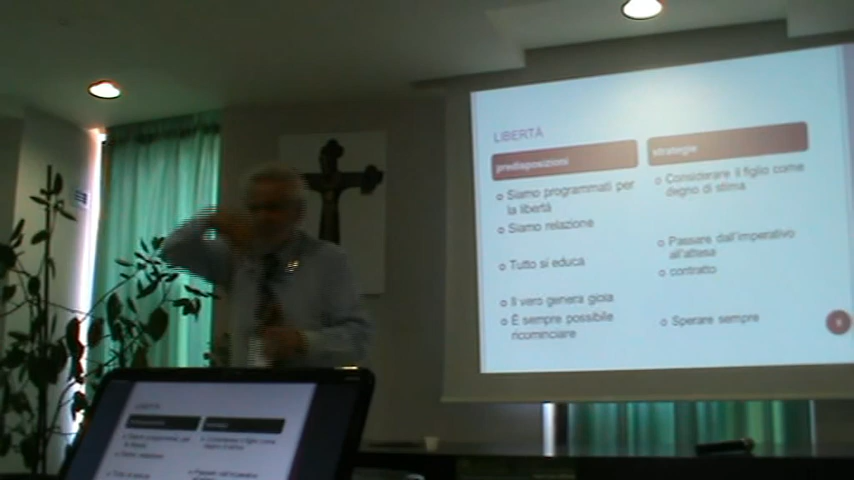 LIBERTÀ
predisposizioni
strategie
Siamo programmati per
la libertà
Siamo relazione
Tutto si educa
Il vero genera gioia
È sempre possibile
ricominciare
Considerare il figlio come
degno di stima
Passare dall'imperativo
all'attesa
contratto
Sperare sempre